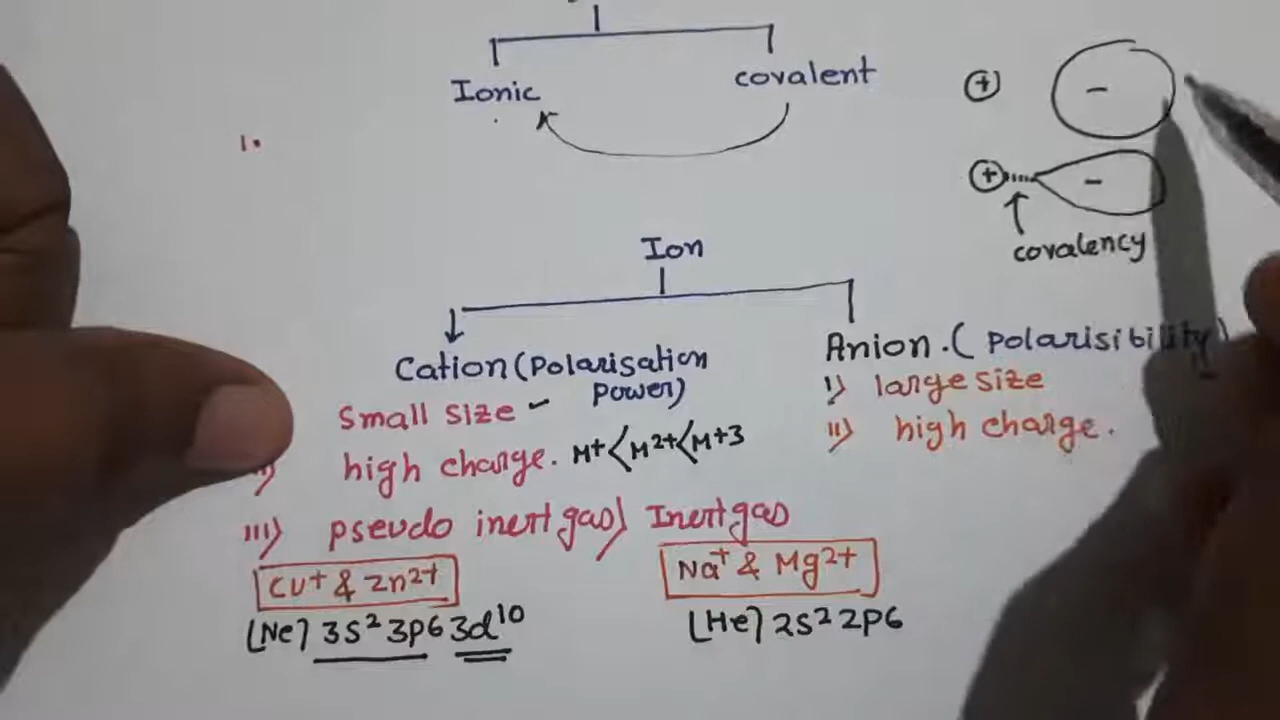 Ionic
covalent
+
-
1.
+
-
covalency
Ion
Cation (Polarisation Power)
Anion. ( Polarisibility )
small size -
i) large size
high charge. M+ < M2+ < M+3
ii) high charge.
iii) pseudo inert gas > Inert gas
Cu+ & Zn2+
Na+ & Mg2+
[Ne] 3s2 3p6 3d10
[He] 2s2 2p6